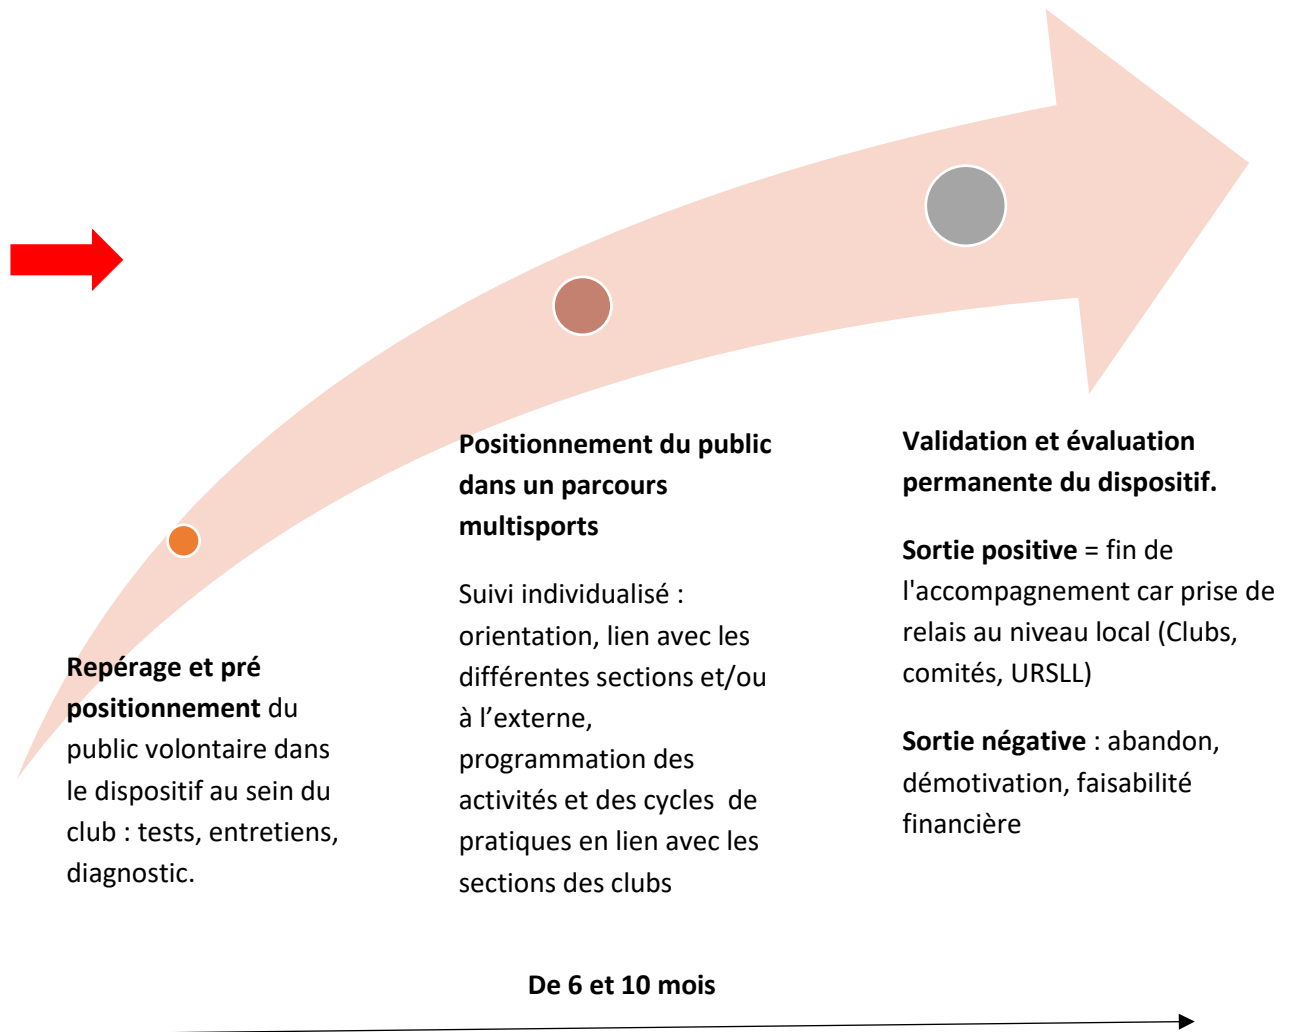 Repérage et pré
positionnement du
public volontaire dans
le dispositif au sein du
club : tests, entretiens,
diagnostic.
Positionnement du public
dans un parcours
multisports
Suivi individualisé :
orientation, lien avec les
différentes sections et/ou
à l’externe,
programmation des
activités et des cycles  de
pratiques en lien avec les
sections des clubs
Validation et évaluation
permanente du dispositif.
Sortie positive = fin de
l'accompagnement car prise de
relais au niveau local (Clubs,
comités, URSLL)
Sortie négative : abandon,
démotivation, faisabilité
financière
De 6 et 10 mois